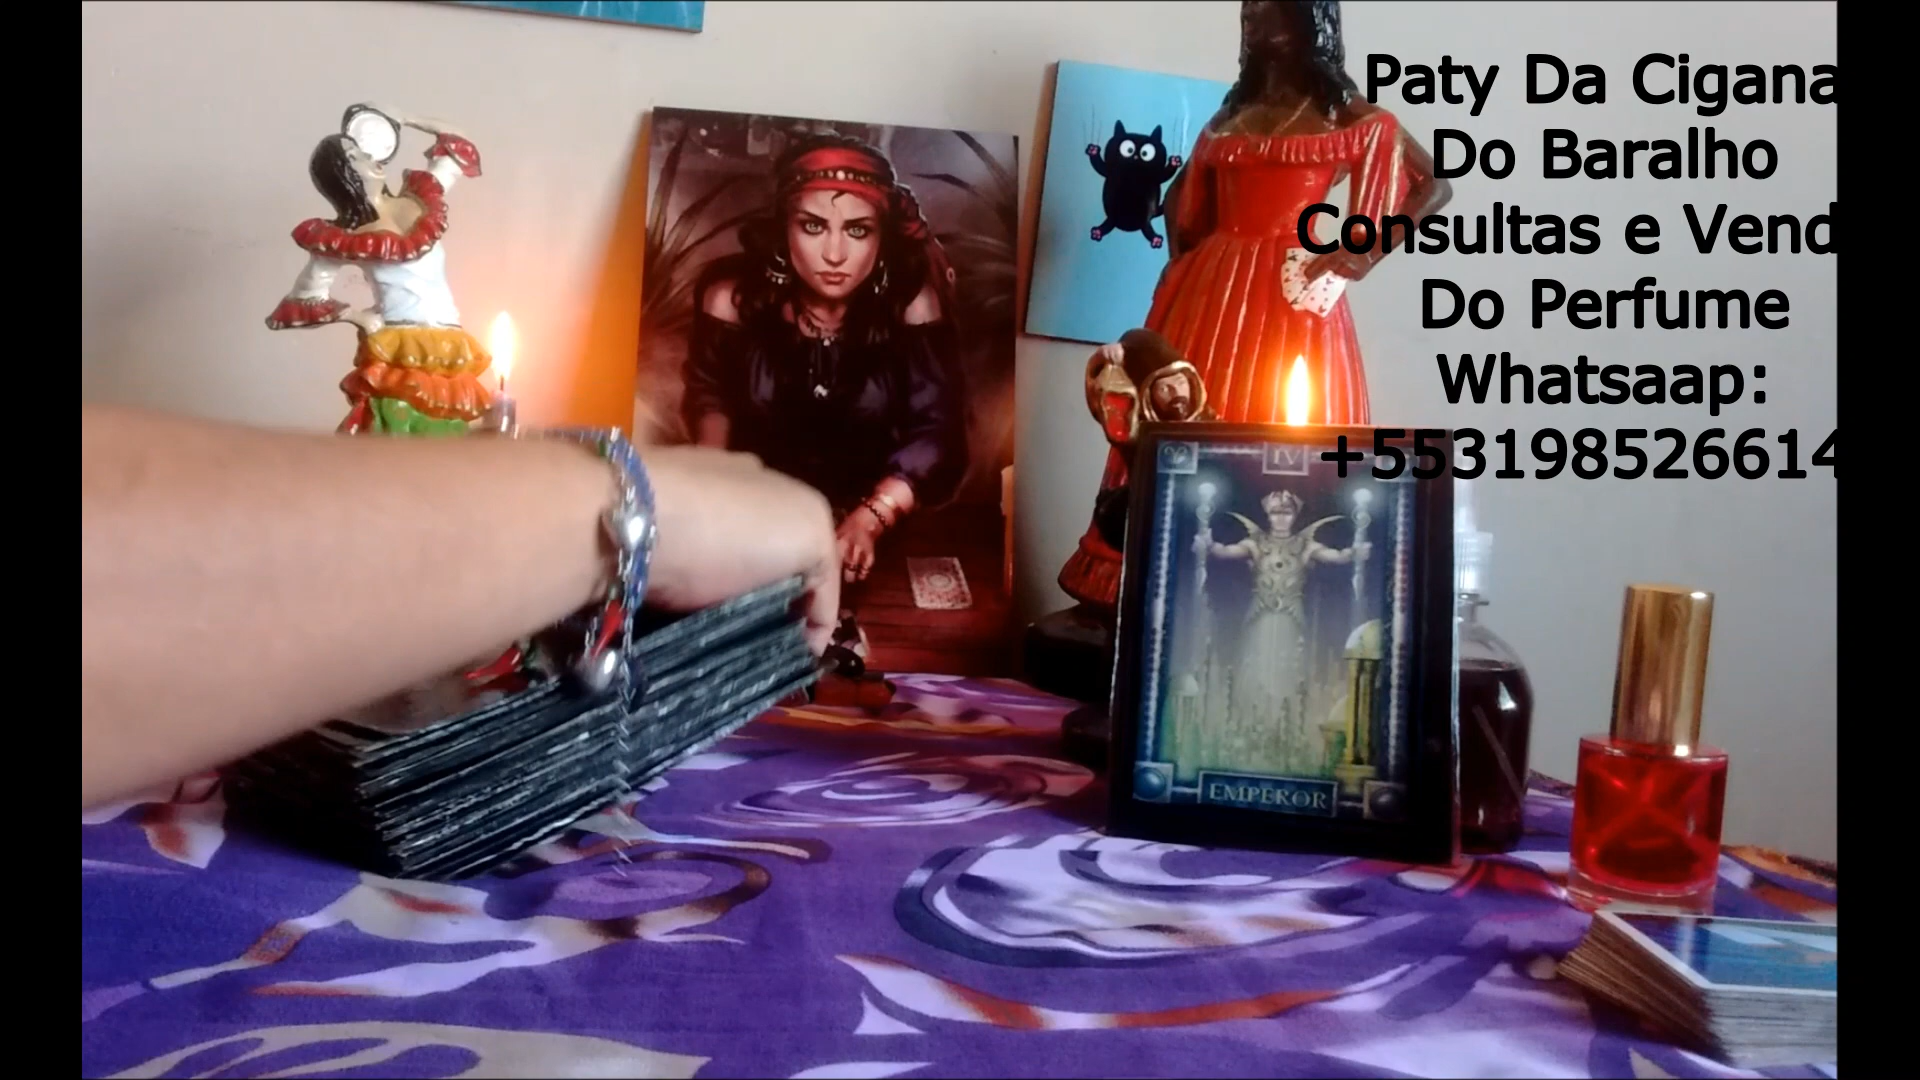 Paty Da Cigana
Do Baralho
Consultas e Vend
Do Perfume
Whatsaap:
+553198526614
IV
EMPEROR